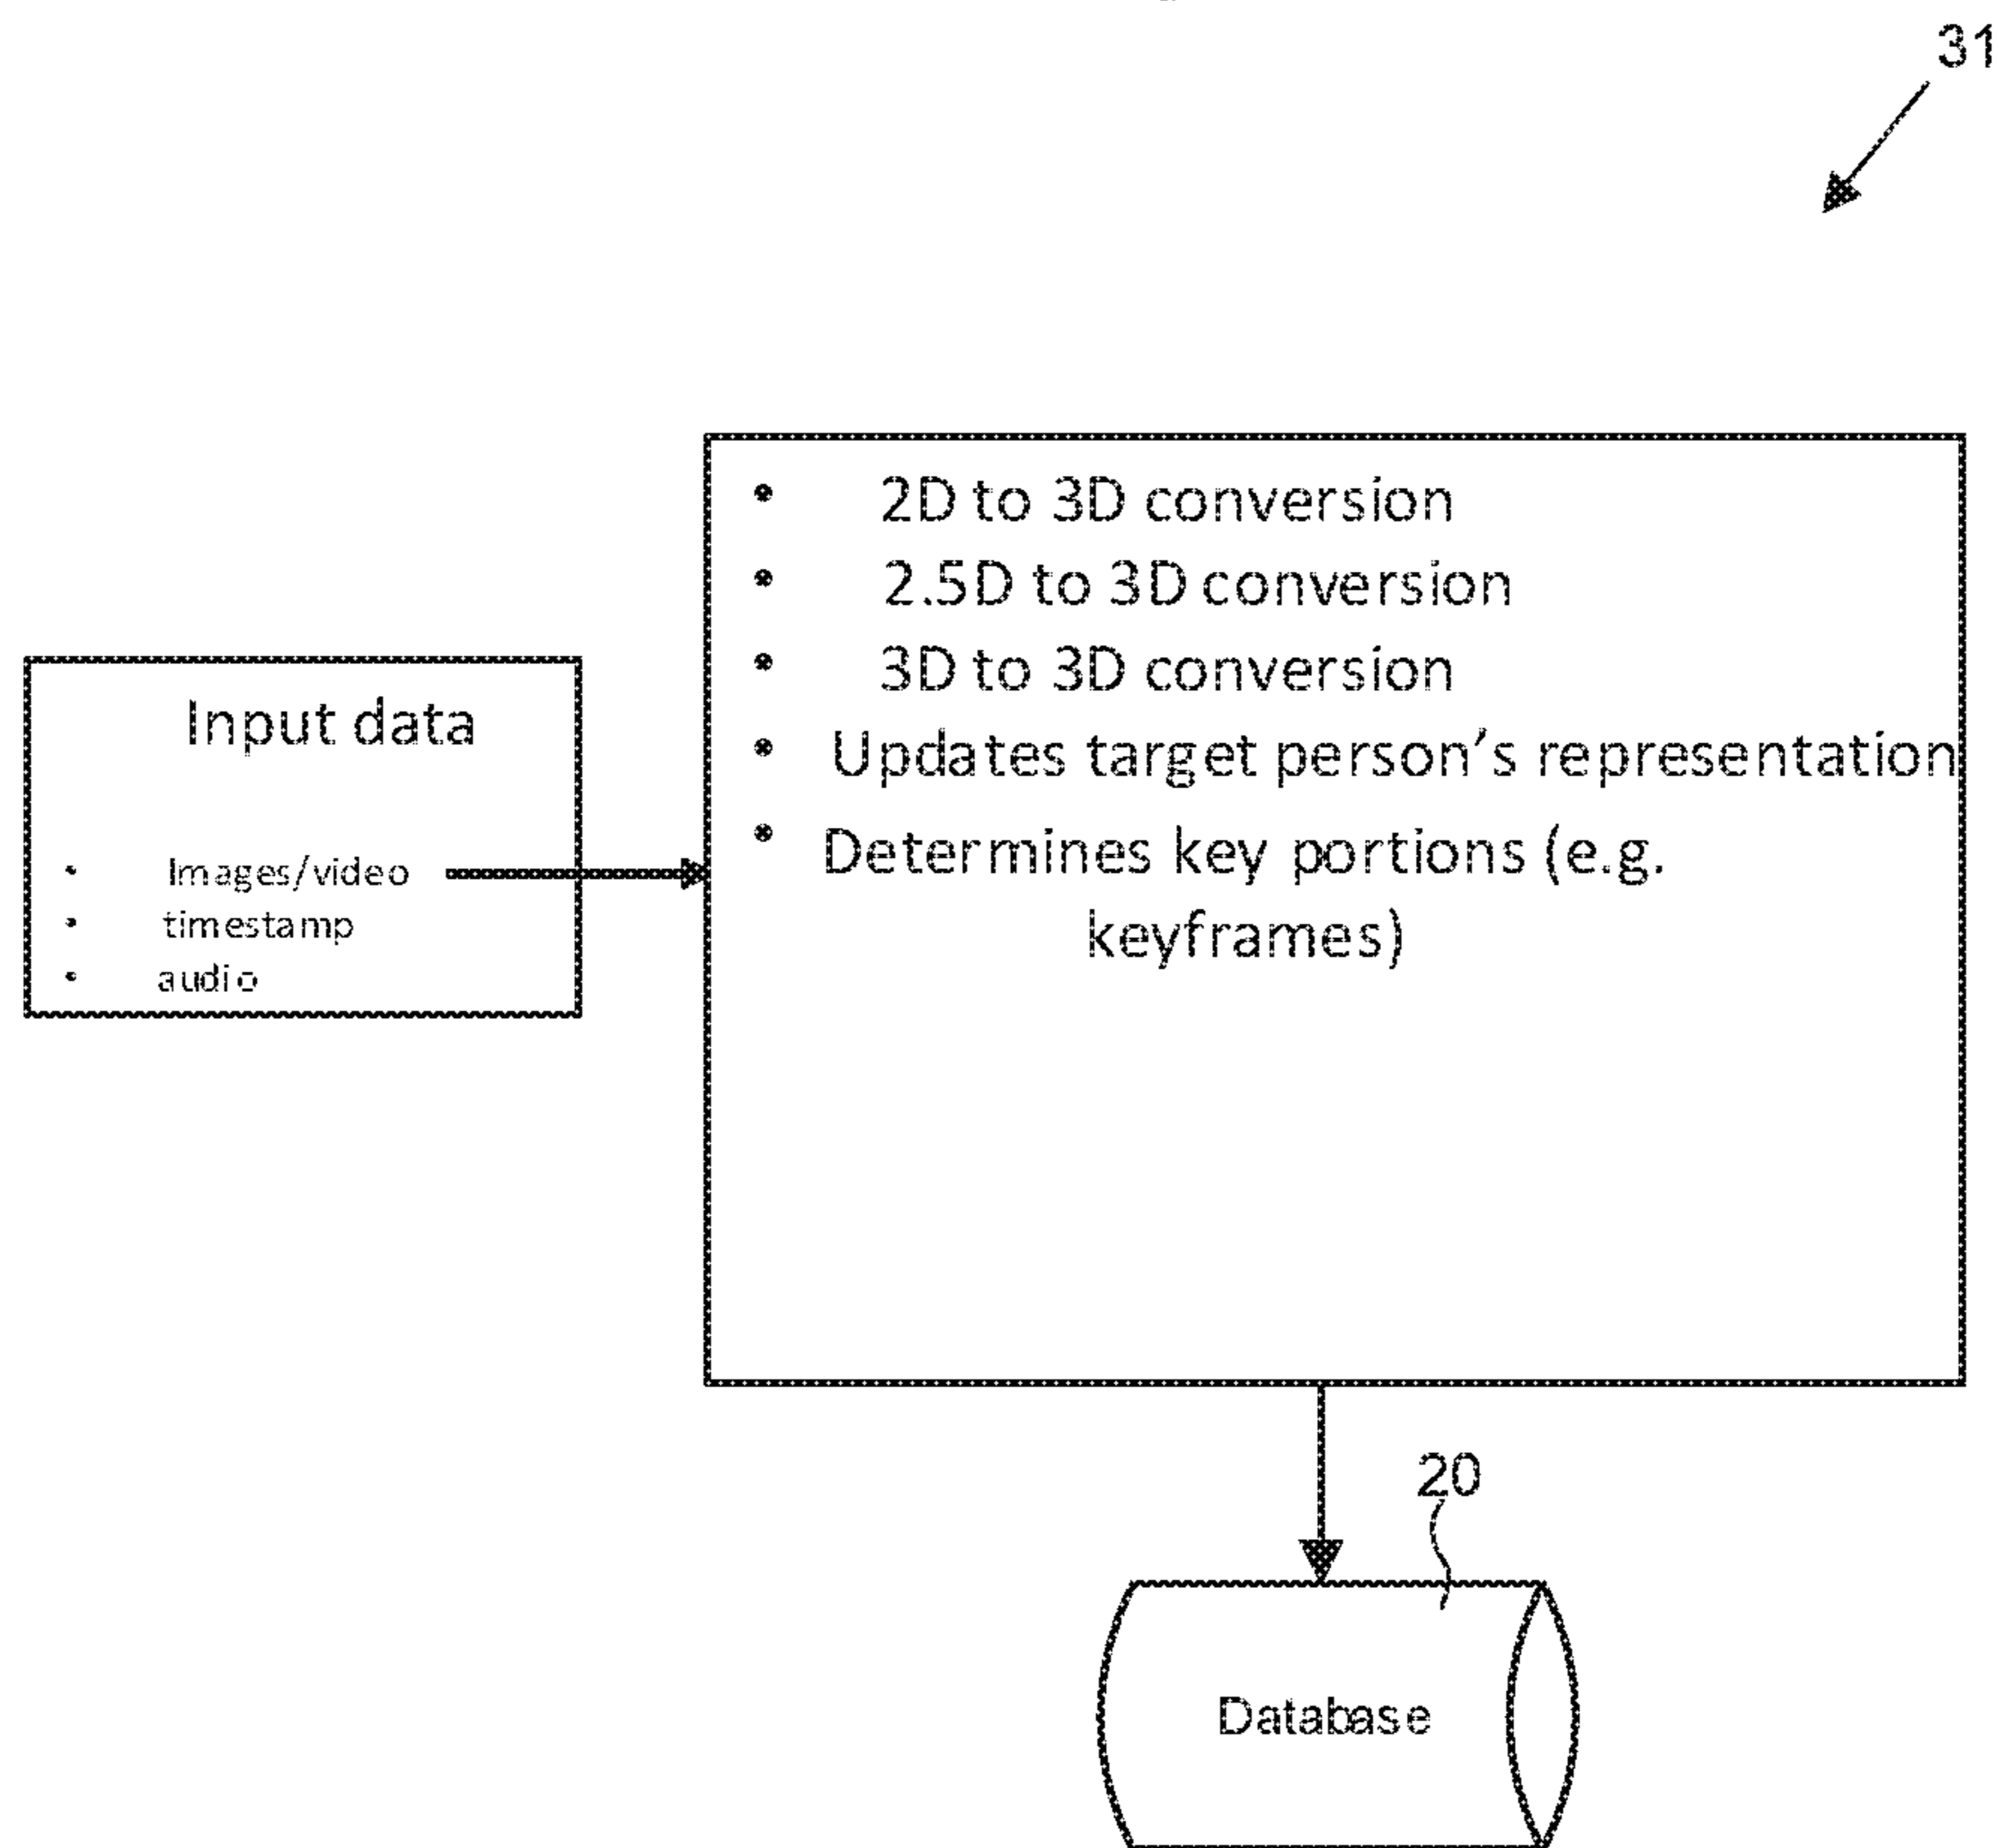 31
• 2D to 3D conversion
• 2.5D to 3D conversion
• 3D to 3D conversion
• Updates target person's representation
• Determines key portions (e.g.
keyframes)
Input data
• Images/video
• timestamp
• audio
20
Database